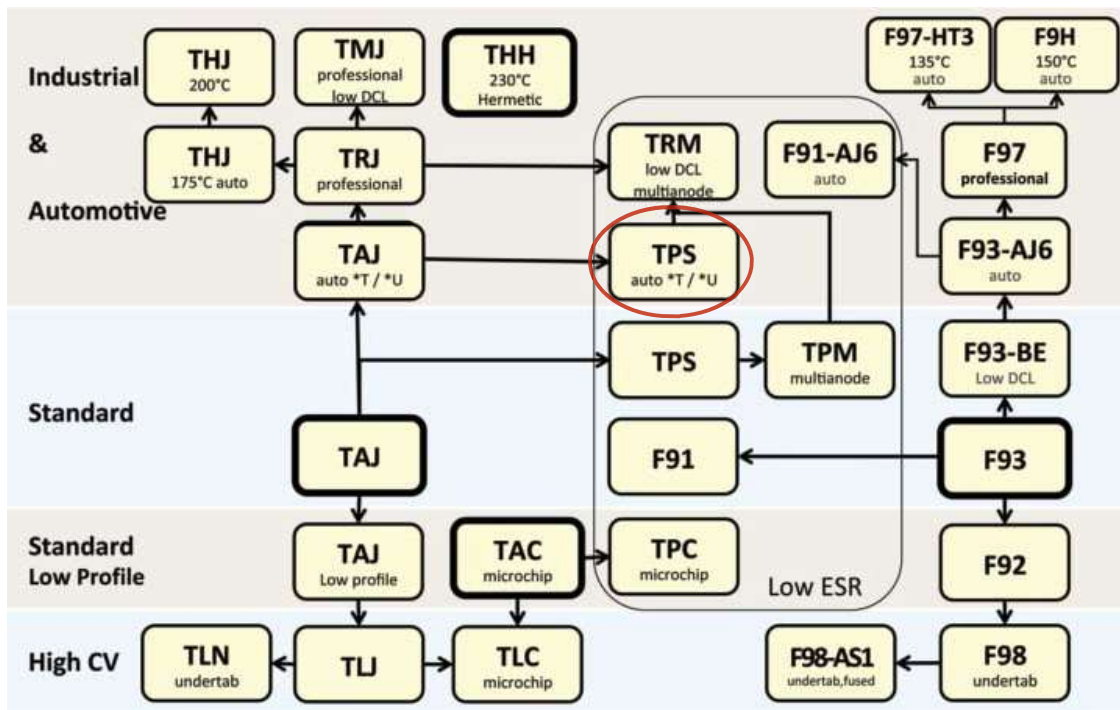 Industrial
&
Automotive
THJ
200°C
TMJ
professional
low DCL
THH
230°C
Hermetic
F97-HT3
135°C
auto
F9H
150°C
auto
THJ
175°C auto
TRJ
professional
TRM
low DCL
multianode
F91-AJ6
auto
F97
professional
TAJ
auto *T / *U
TPS
auto *T / *U
F93-AJ6
auto
Standard
TPS
TPM
multianode
F93-BE
Low DCL
TAJ
F91
F93
Standard
Low Profile
TAJ
Low profile
TAC
microchip
TPC
microchip
Low ESR
F92
High CV
TLN
undertab
TLJ
TLC
microchip
F98-AS1
undertab,fused
F98
undertab